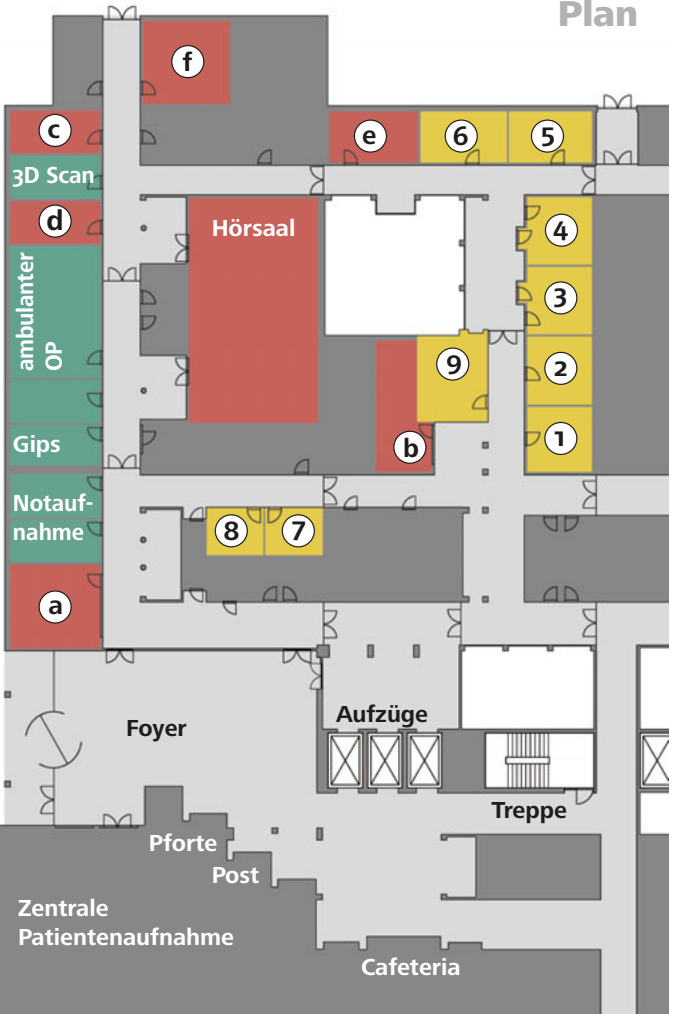 Plan
f
c
e
6
5
3D Scan
d
Hörsaal
4
ambulanter
OP
3
9
2
b
1
Gips
Notauf-
nahme
8
7
a
Aufzüge
Foyer
Treppe
Pforte
Post
Zentrale
Patientenaufnahme
Cafeteria